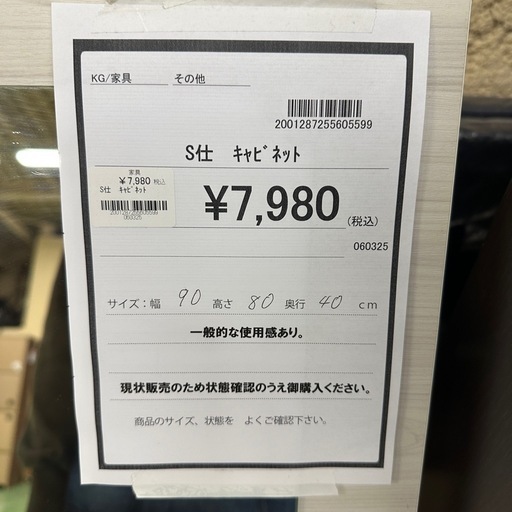 KG/家具 その他
2001287255605599
S仕 ｷｬﾋﾞﾈｯﾄ
家具
￥7,980 税込
S仕 ｷｬﾋﾞﾈｯﾄ
060325
￥7,980(税込)
060325
サイズ：幅 90 高さ 80 奥行 40 ｃｍ
一般的な使用感あり。
現状販売のため状態確認のうえ御購入ください。
商品のサイズ、状態を よくご確認下さい。